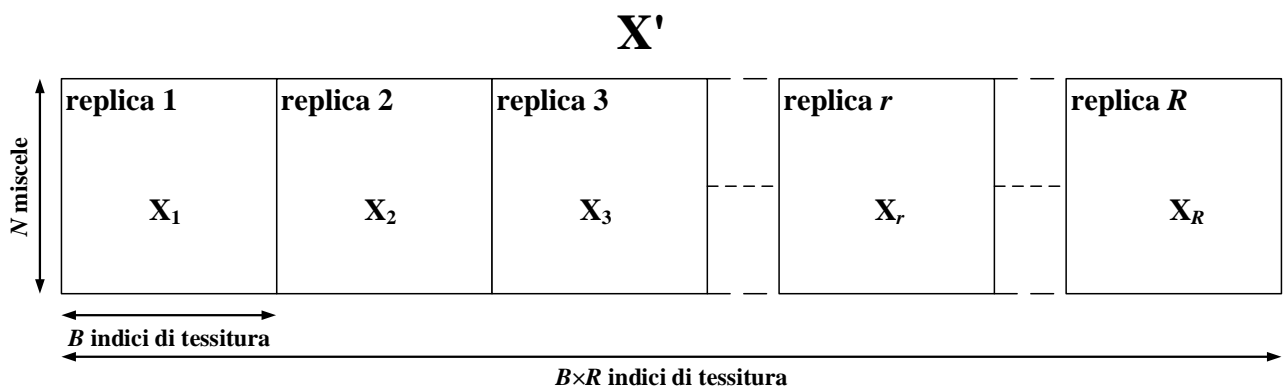 X'
replica 1 replica 2 replica 3 replica r replica R
N miscele
X1 X2 X3 Xr XR
B indici di tessitura
B×R indici di tessitura